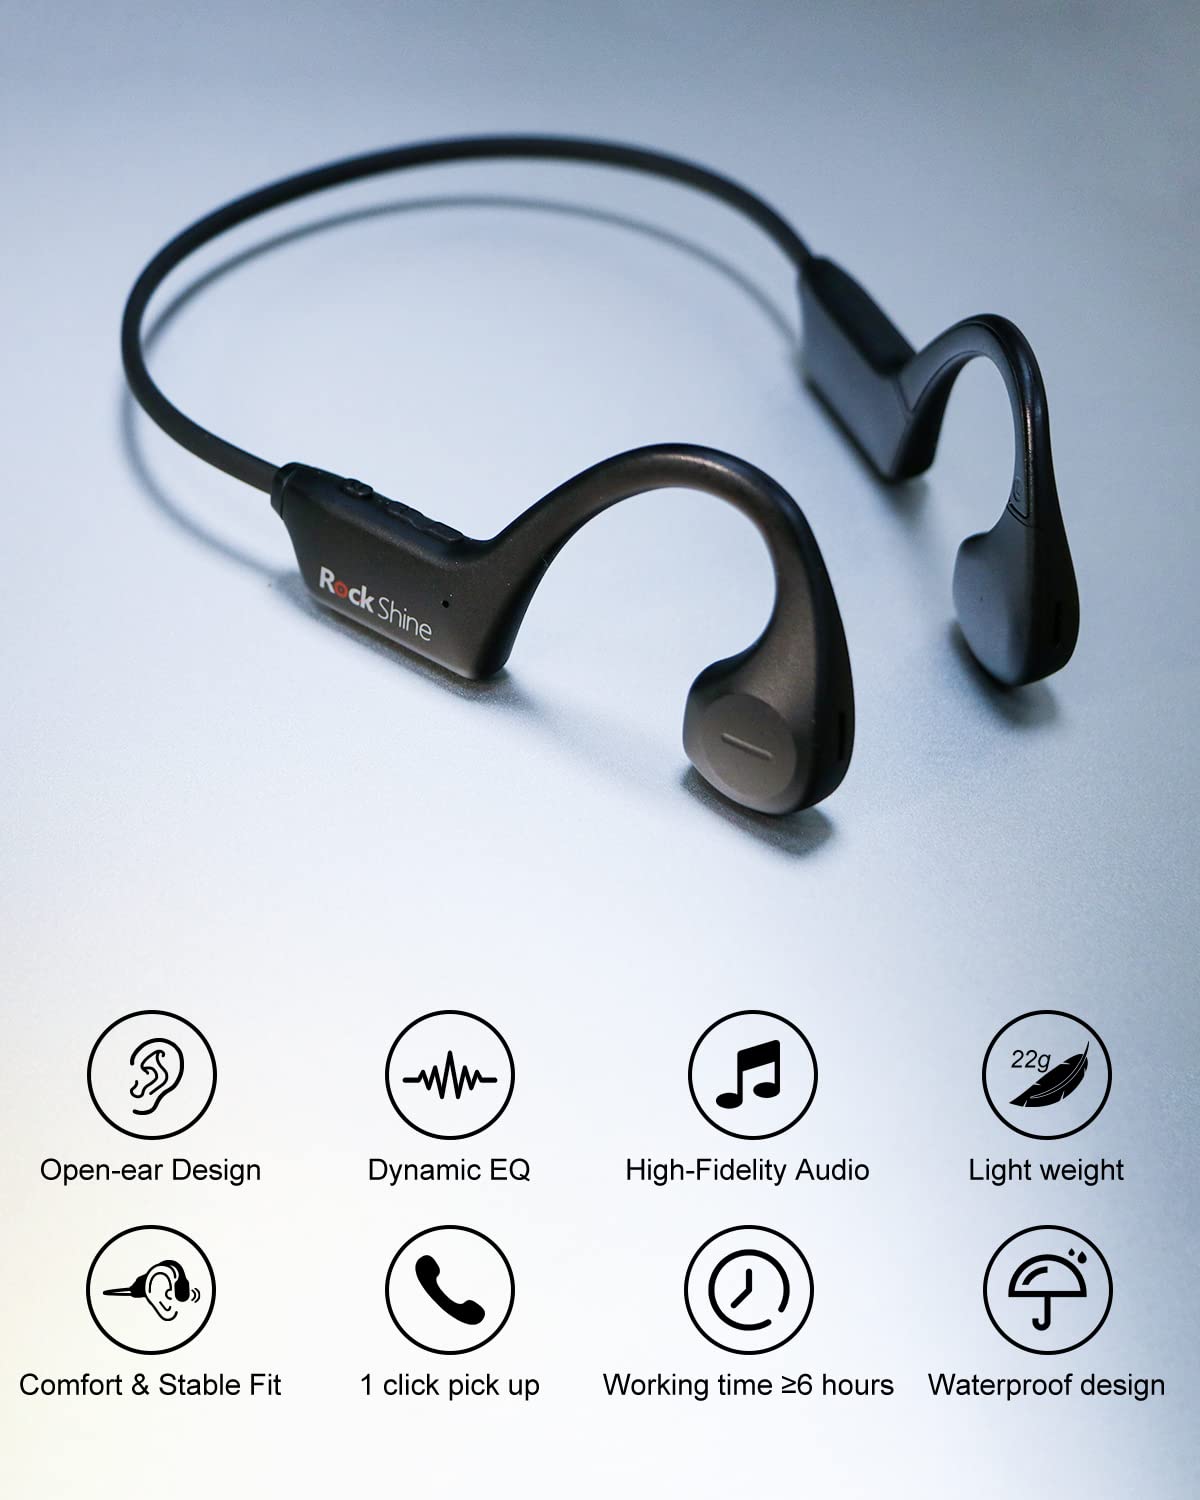 Rock Shine
22g
Open-ear Design
Dynamic EQ
High-Fidelity Audio
Light weight
Comfort & Stable Fit
1 click pick up
Working time ≥6 hours
Waterproof design